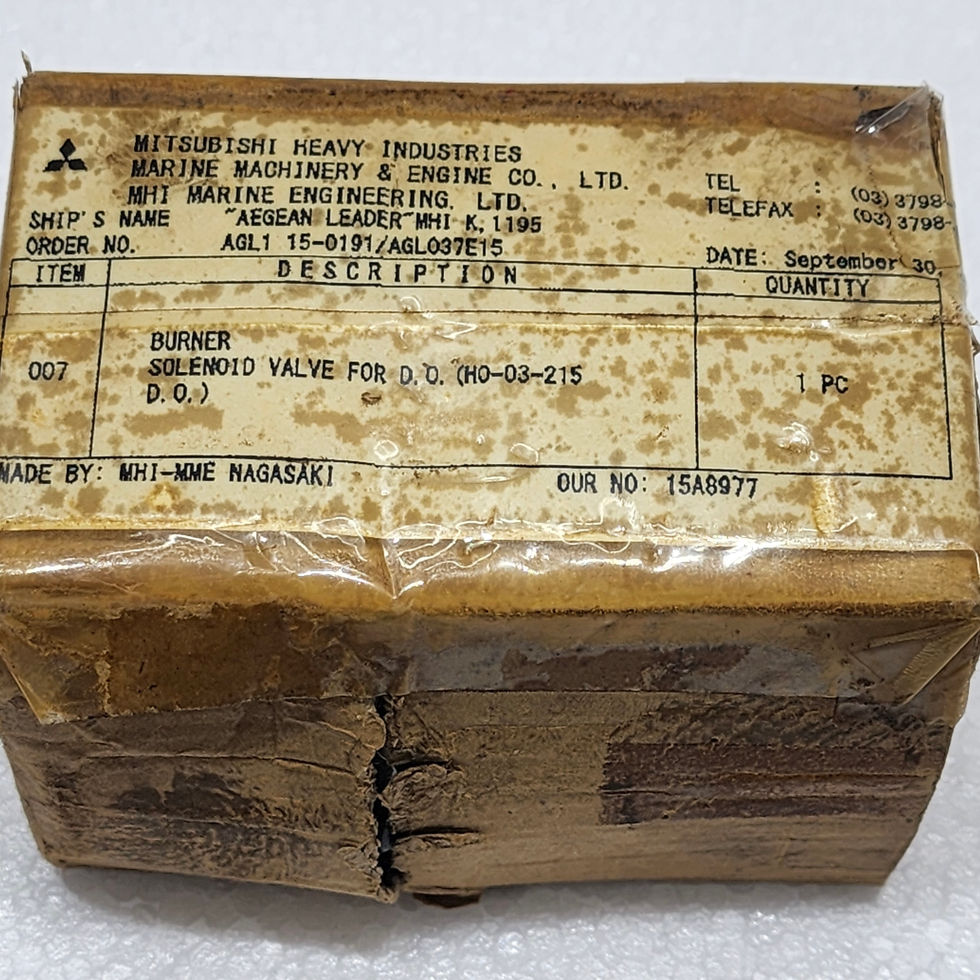 MITSUBISHI HEAVY INDUSTRIES
MARINE MACHINERY & ENGINE CO., LTD.
MHI MARINE ENGINEERING. LTD.
TEL : (03) 3798-
TELEFAX : (03) 3798-
SHIP'S NAME "AEGEAN LEADER" MHI K, 1195
ORDER NO. AGL1 15-0191/AGL037E15
DATE: September 30,
ITEM DESCRIPTION QUANTITY
BURNER
007 SOLENOID VALVE FOR D.O. (HO-03-215 1 PC
D.O.)
MADE BY: MHI-MME NAGASAKI OUR NO: 15A8977